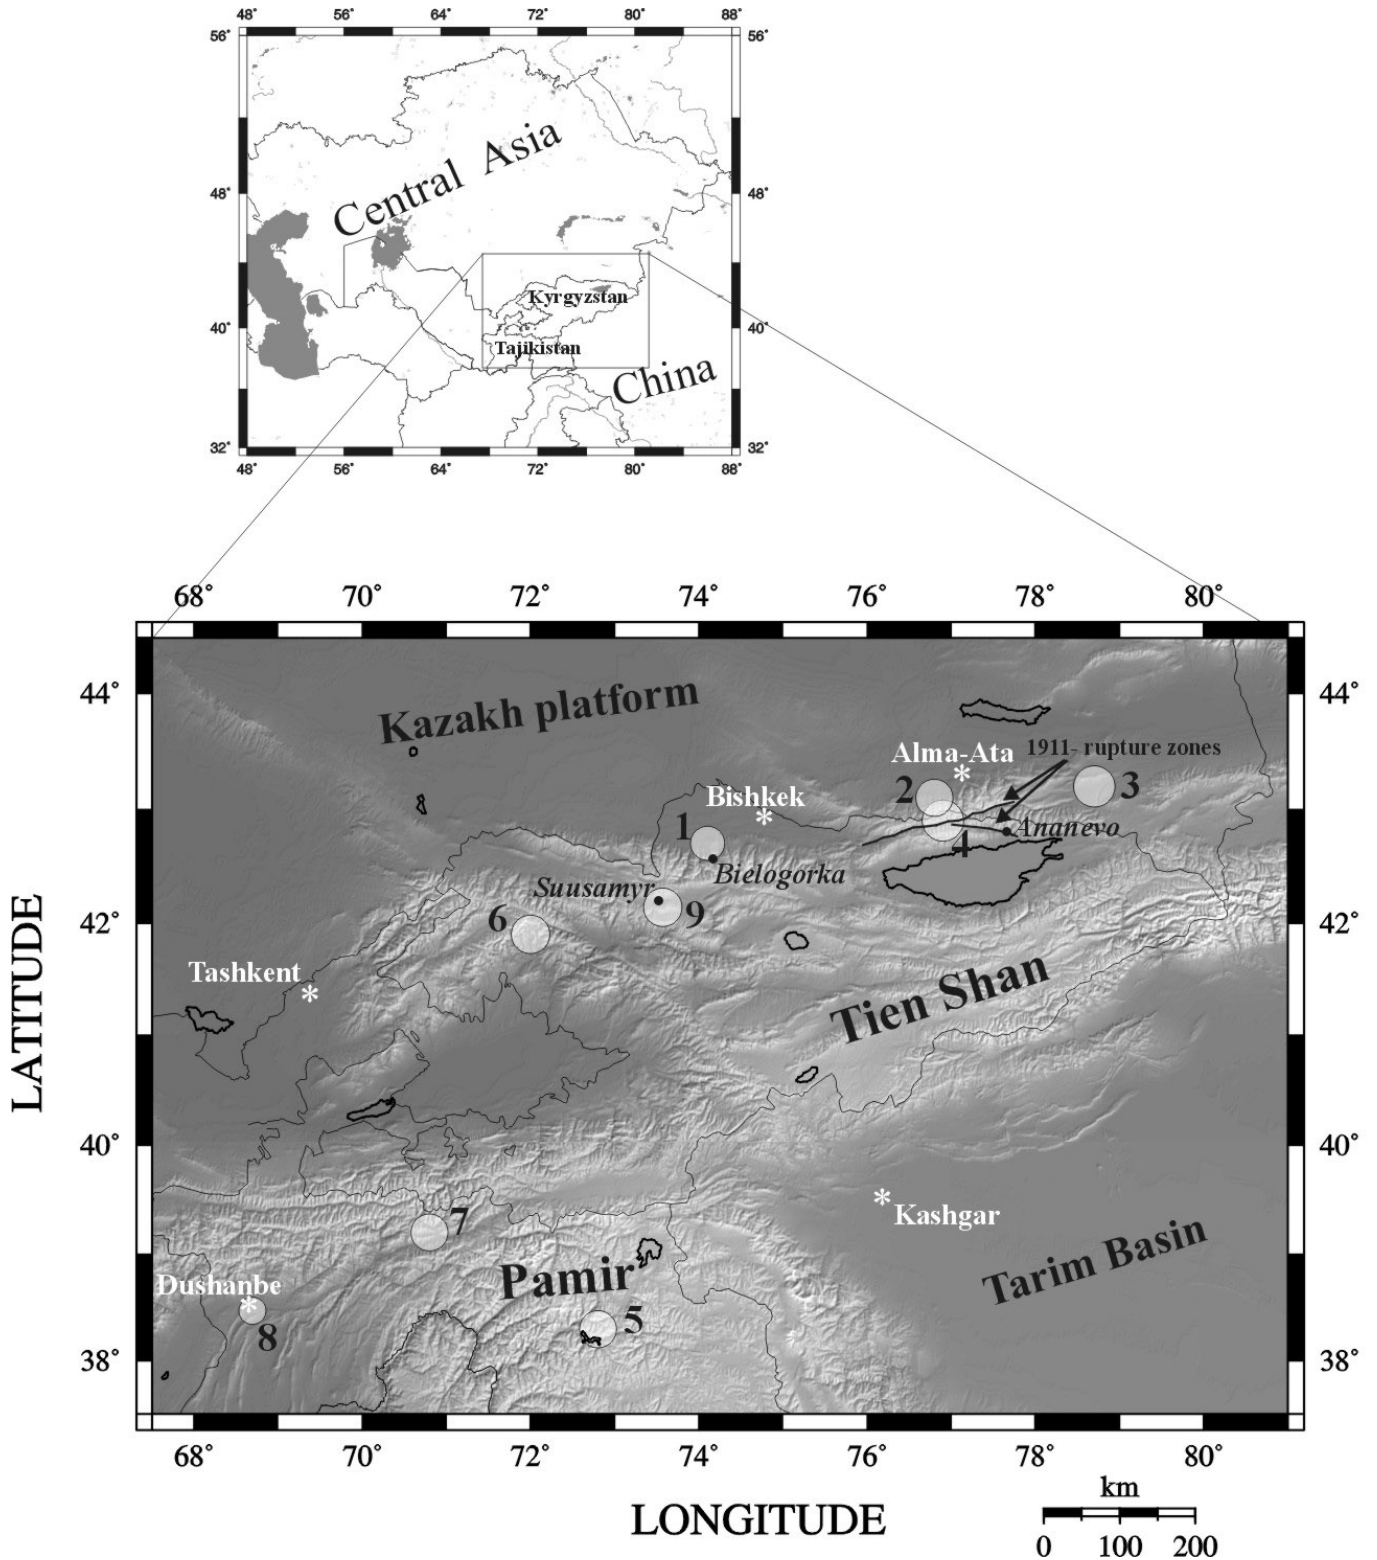 48° 56° 64° 72° 80° 88°
56° 56°
Central Asia
48° 48°
Kyrgyzstan
40° 40°
Tajikistan
China
32° 32°
48° 56° 64° 72° 80° 88°
68° 70° 72° 74° 76° 78° 80°
44° 44°
Kazakh platform
Alma-Ata
*
1911- rupture zones
2
3
Bishkek
*
1
Ananevo
4
Bielogorka
Suusamyr
9
6
42° 42°
Tashkent
*
Tien Shan
LATITUDE
40° 40°
*
Kashgar
7
Tarim Basin
Pamir
Dushanbe
*
8
5
38° 38°
68° 70° 72° 74° 76° 78° 80°
LONGITUDE
km
0 100 200